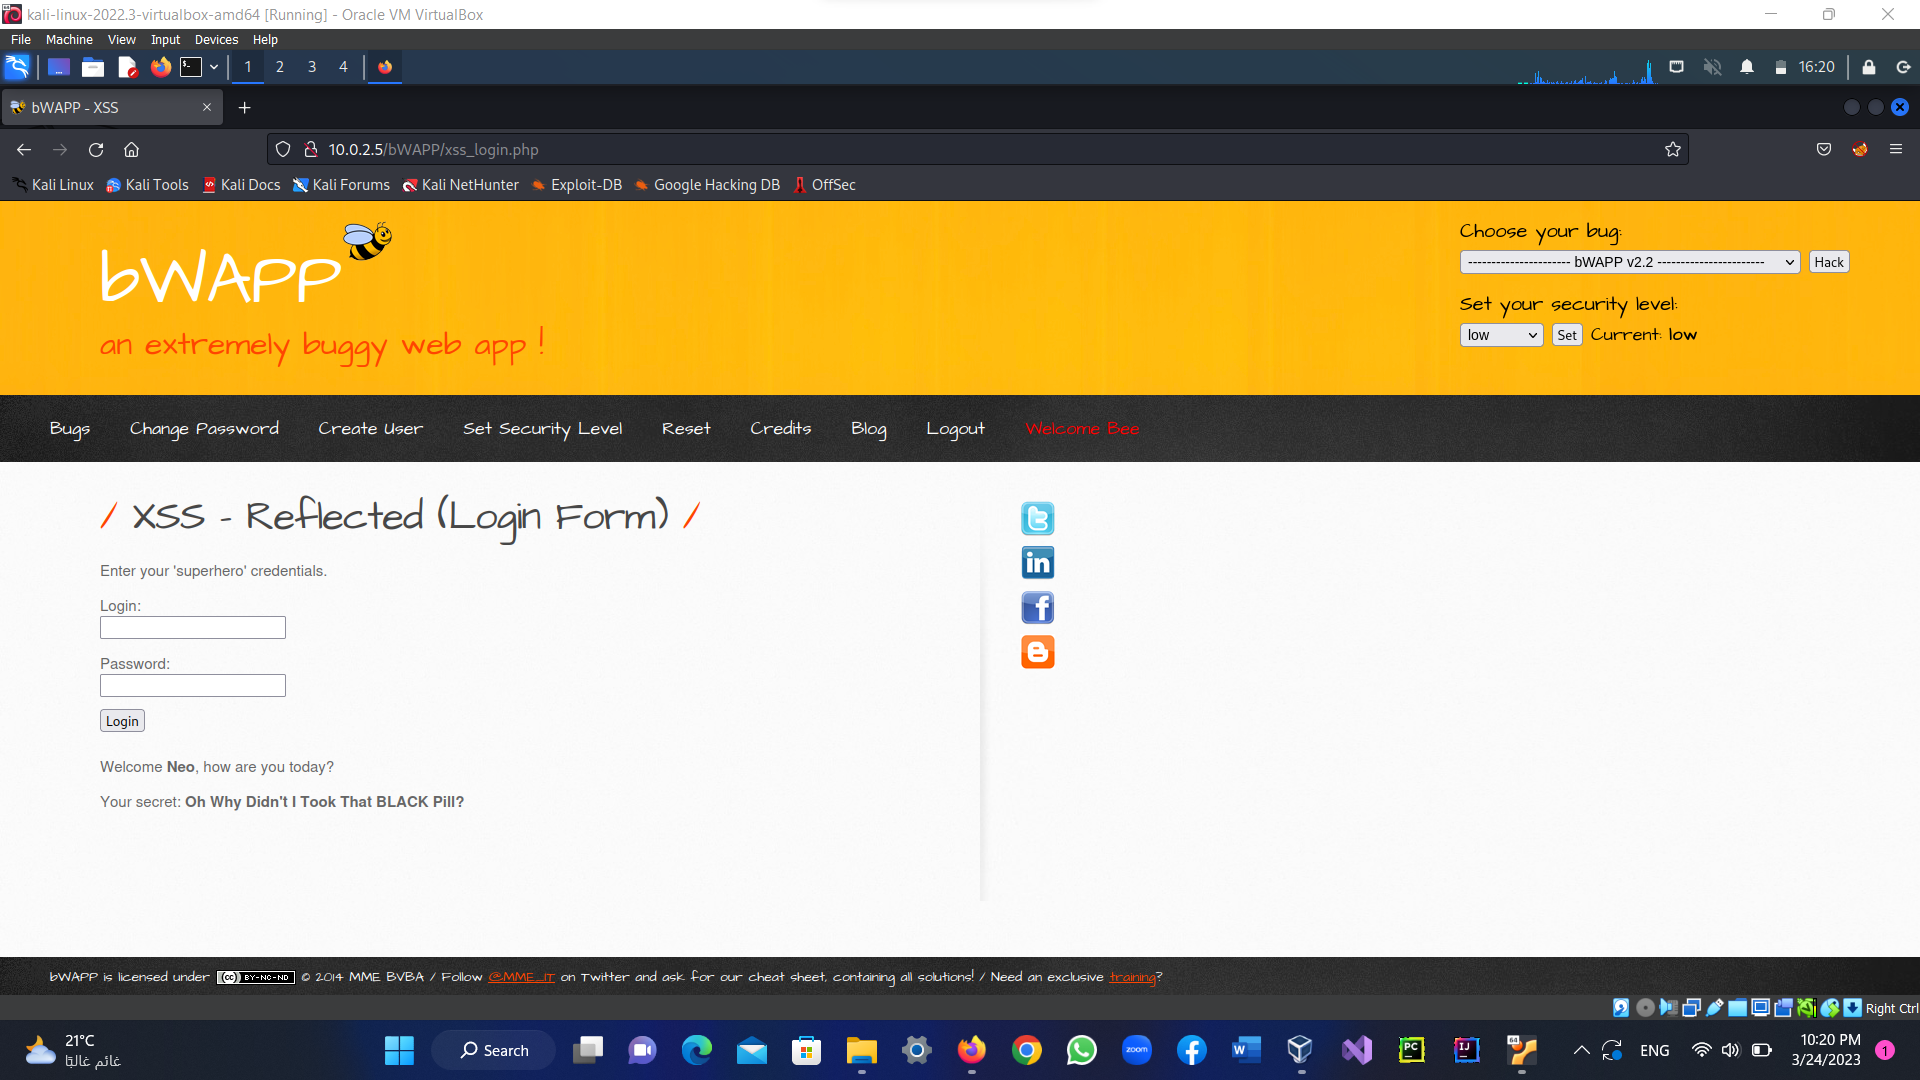 kali-linux-2022.3-virtualbox-amd64 [Running] - Oracle VM VirtualBox
File Machine View Input Devices Help
1 2 3 4 16:20
bWAPP - XSS
10.0.2.5/bWAPP/xss_login.php
Kali Linux Kali Tools Kali Docs Kali Forums Kali NetHunter Exploit-DB Google Hacking DB OffSec
bWAPP
an extremely buggy web app !
Choose your bug:
---------------------- bWAPP v2.2 ----------------------- Hack
Set your security level:
low Set Current: low
Bugs Change Password Create User Set Security Level Reset Credits Blog Logout Welcome Bee
/ XSS - Reflected (Login Form) /
Enter your 'superhero' credentials.
Login:
Password:
Login
Welcome Neo, how are you today?
Your secret: Oh Why Didn't I Took That BLACK Pill?
bWAPP is licensed under (cc) BY-NC-ND © 2014 MME BVBA / Follow @MME_IT on Twitter and ask for our cheat sheet, containing all solutions! / Need an exclusive training?
Right Ctrl
21°C
غائم غالبًا
Search
zoom
PC
IJ
64
ENG
10:20 PM
3/24/2023
1